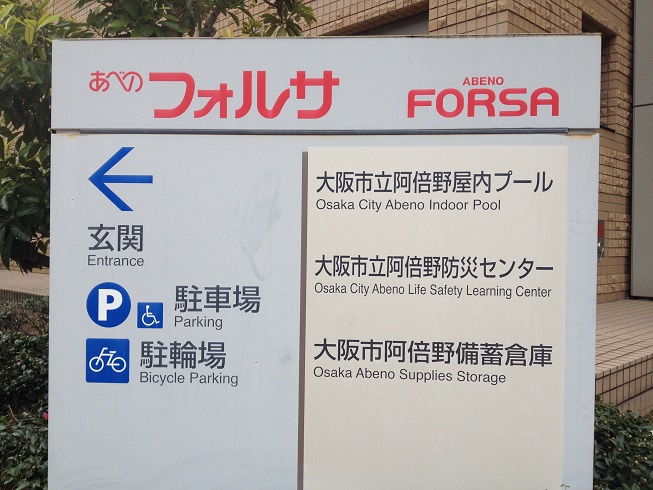 あべの フォルサ ABENO FORSA
玄関
Entrance
P 駐車場
Parking
駐輪場
Bicycle Parking
大阪市立阿倍野屋内プール
Osaka City Abeno Indoor Pool
大阪市立阿倍野防災センター
Osaka City Abeno Life Safety Learning Center
大阪市阿倍野備蓄倉庫
Osaka Abeno Supplies Storage